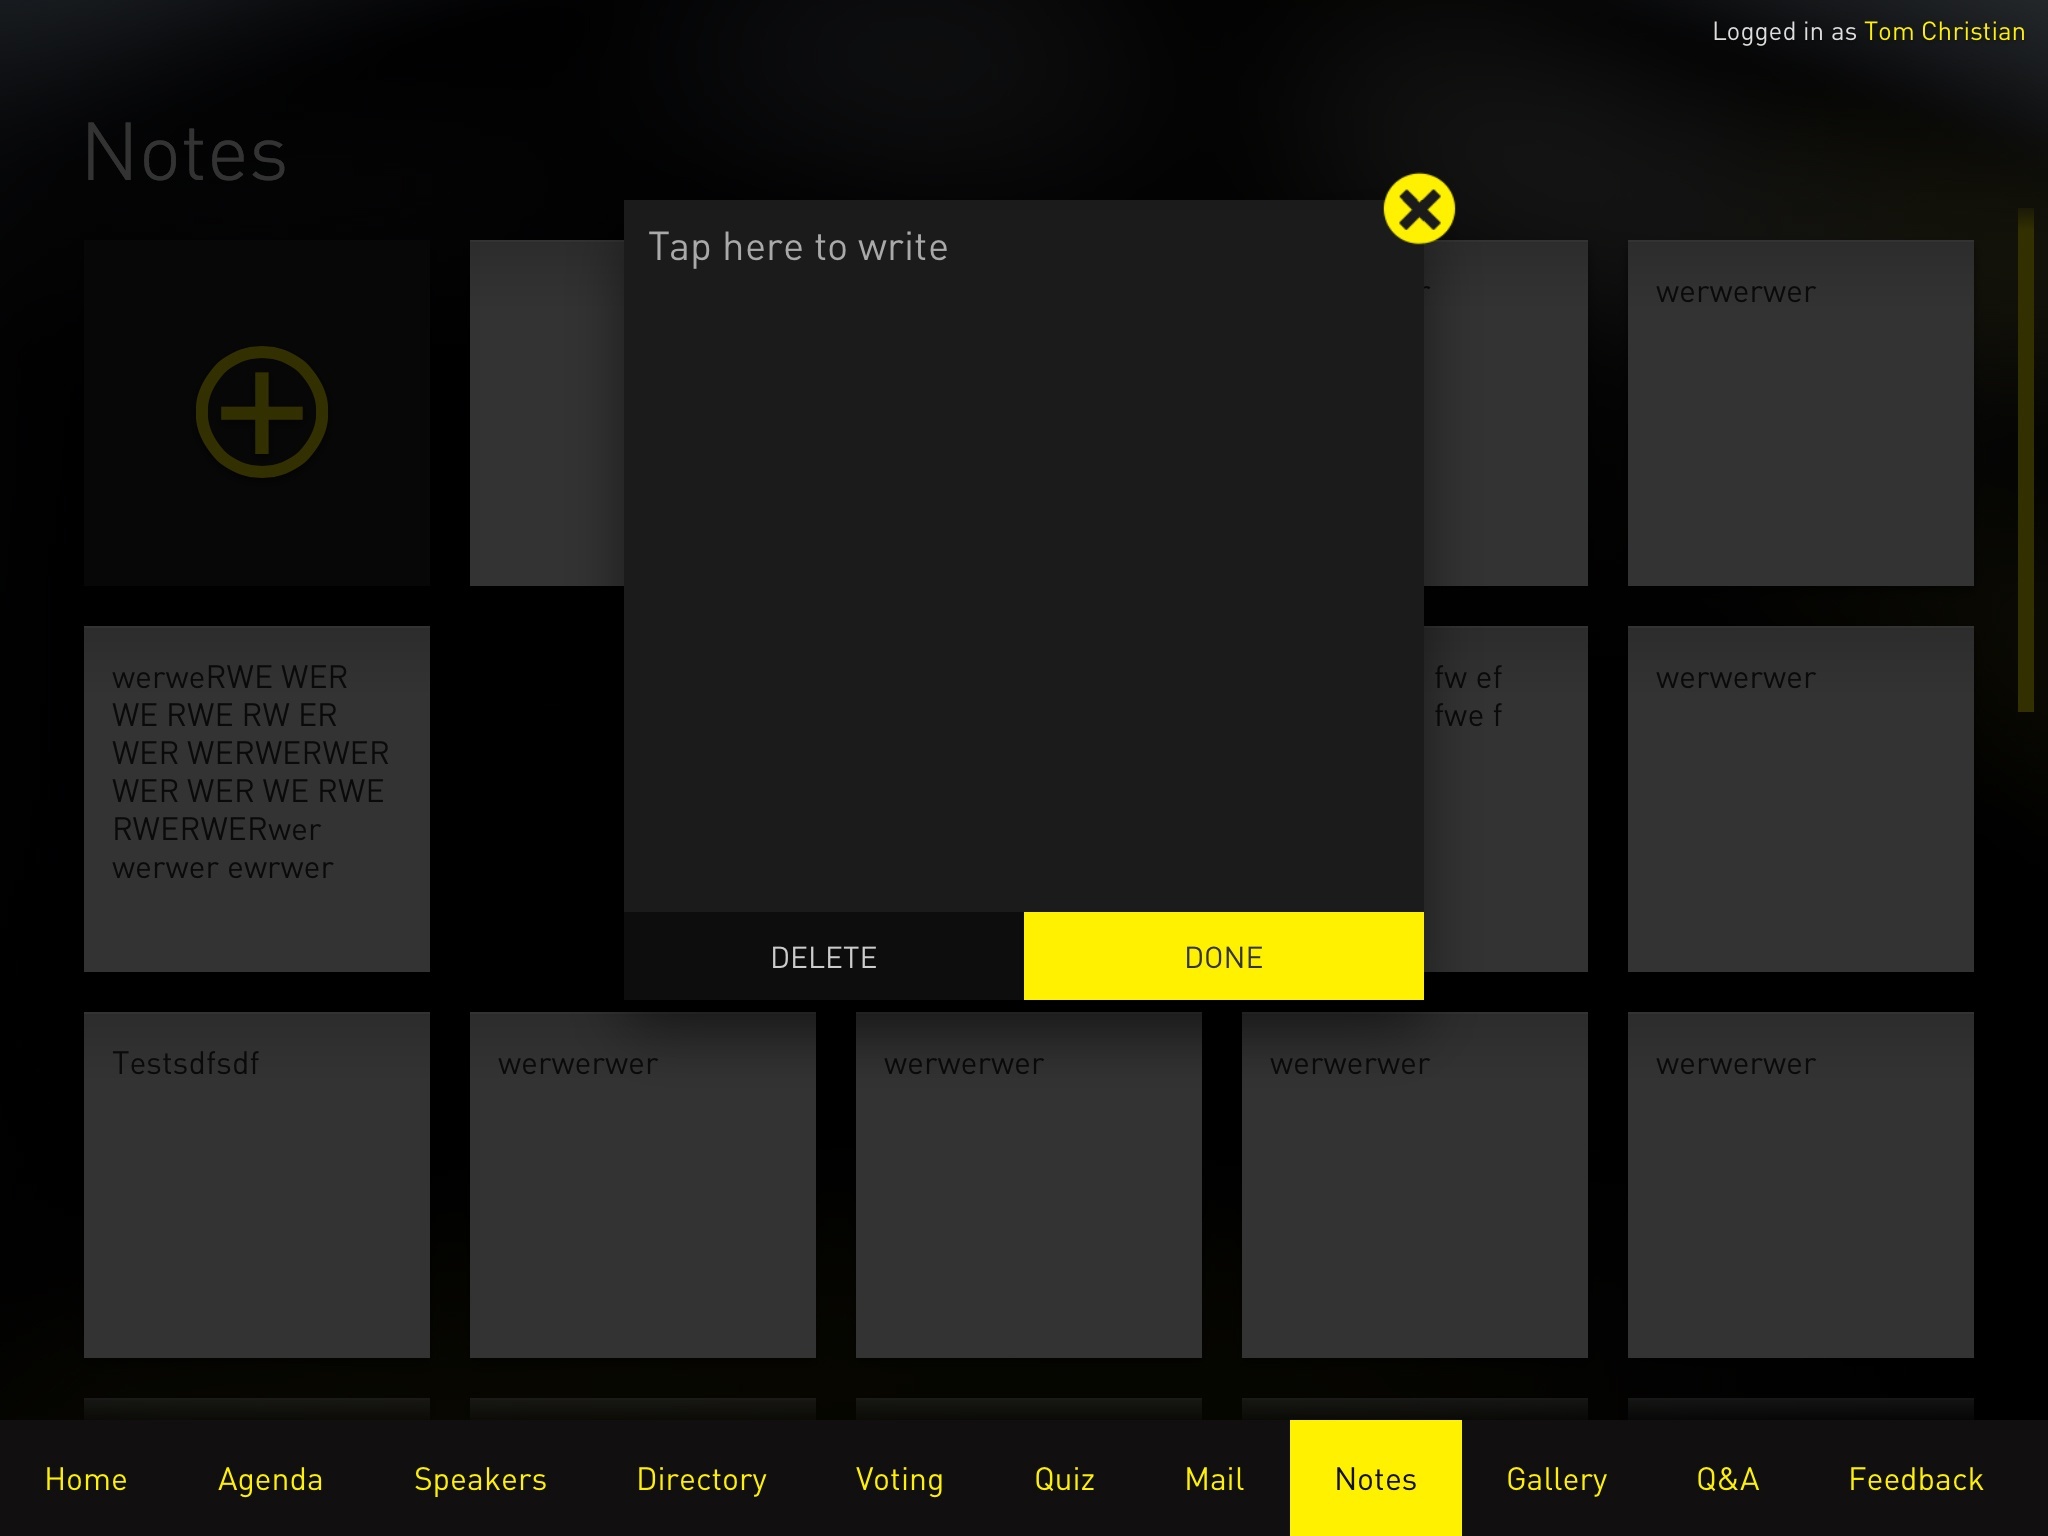 Logged in as Tom Christian
Notes
Tap here to write
werwerwer
werweRWE WER
WE RWE RW ER
WER WERWERWER
WER WER WE RWE
RWERWERwer
werwer ewrwer
fw ef
fwe f
werwerwer
DELETE
DONE
Testsdfsdf
werwerwer
werwerwer
werwerwer
werwerwer
Home
Agenda
Speakers
Directory
Voting
Quiz
Mail
Notes
Gallery
Q&A
Feedback